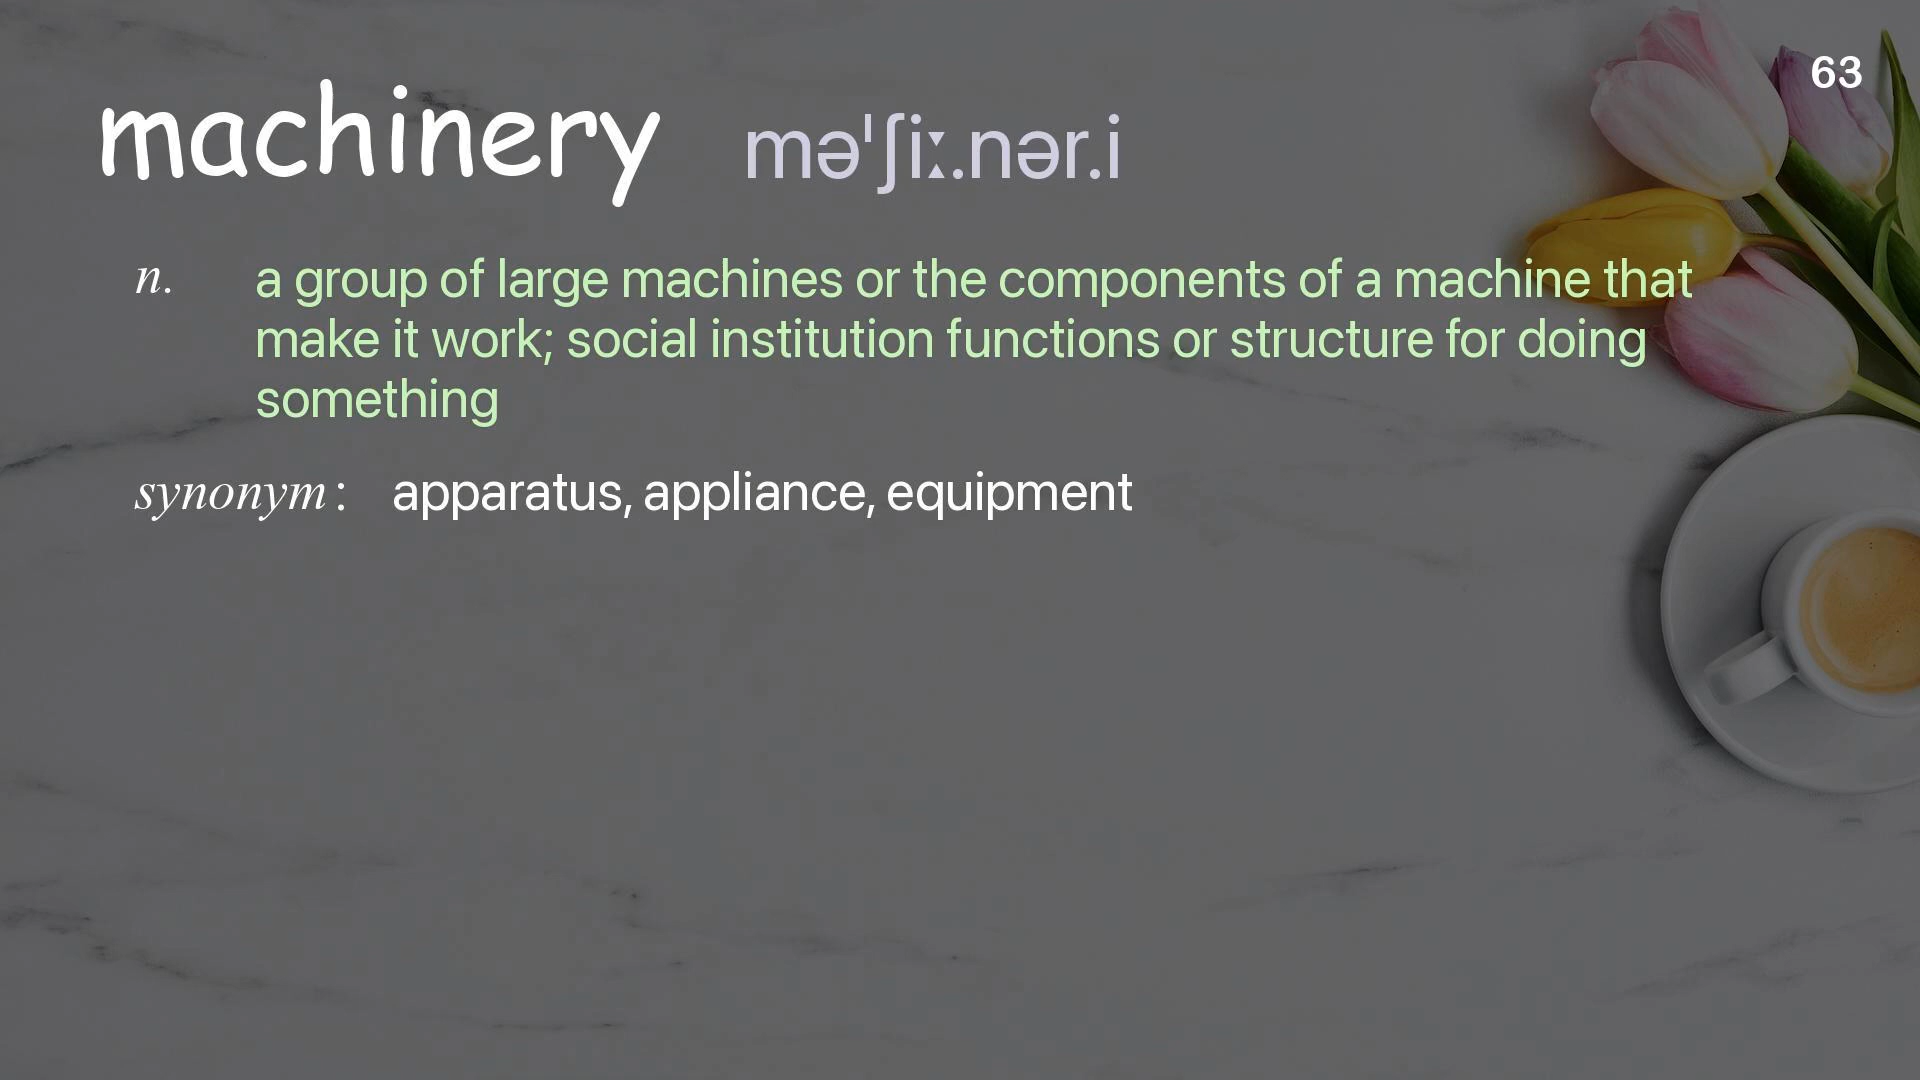 63
machinery məˈʃiː.nər.i
n. a group of large machines or the components of a machine that
make it work; social institution functions or structure for doing
something
synonym: apparatus, appliance, equipment